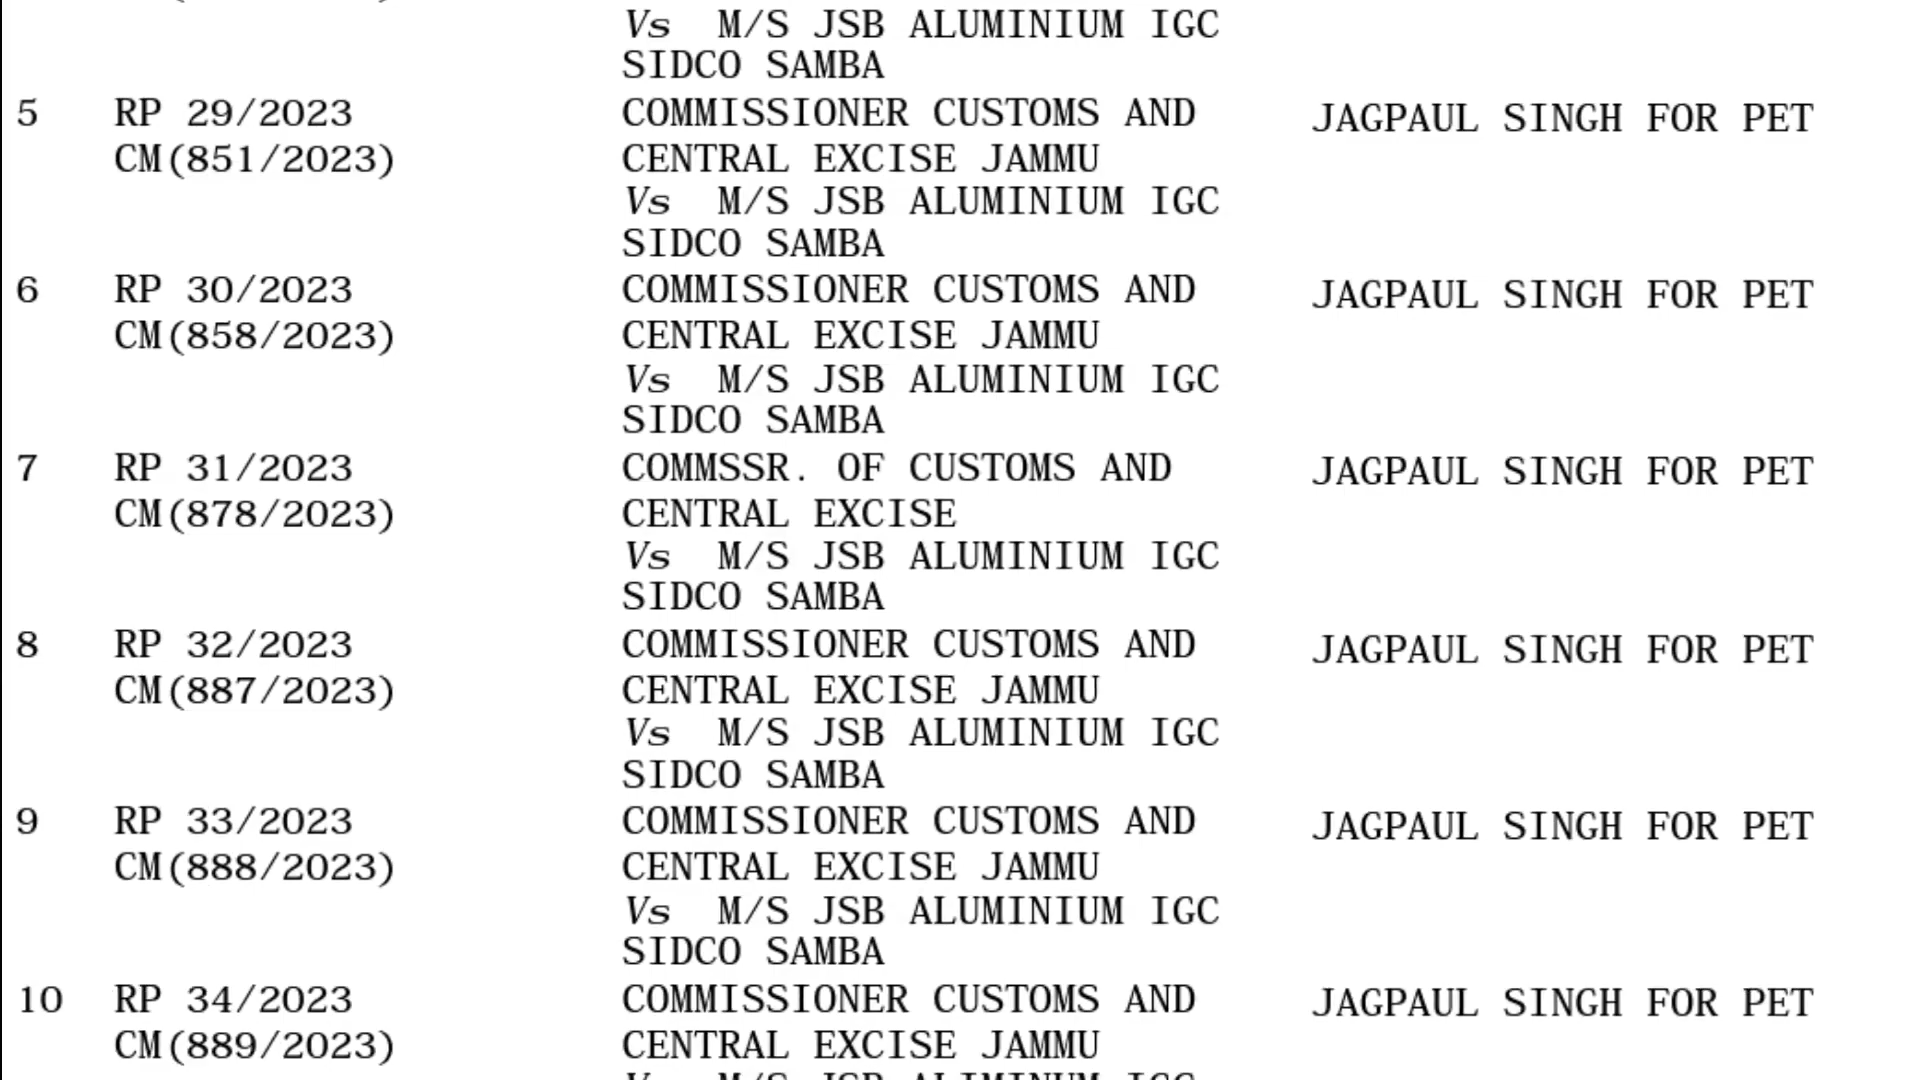 Vs M/S JSB ALUMINIUM IGC
SIDCO SAMBA
5 RP 29/2023 COMMISSIONER CUSTOMS AND JAGPAUL SINGH FOR PET
CM(851/2023) CENTRAL EXCISE JAMMU
Vs M/S JSB ALUMINIUM IGC
SIDCO SAMBA
6 RP 30/2023 COMMISSIONER CUSTOMS AND JAGPAUL SINGH FOR PET
CM(858/2023) CENTRAL EXCISE JAMMU
Vs M/S JSB ALUMINIUM IGC
SIDCO SAMBA
7 RP 31/2023 COMMSSR. OF CUSTOMS AND JAGPAUL SINGH FOR PET
CM(878/2023) CENTRAL EXCISE
Vs M/S JSB ALUMINIUM IGC
SIDCO SAMBA
8 RP 32/2023 COMMISSIONER CUSTOMS AND JAGPAUL SINGH FOR PET
CM(887/2023) CENTRAL EXCISE JAMMU
Vs M/S JSB ALUMINIUM IGC
SIDCO SAMBA
9 RP 33/2023 COMMISSIONER CUSTOMS AND JAGPAUL SINGH FOR PET
CM(888/2023) CENTRAL EXCISE JAMMU
Vs M/S JSB ALUMINIUM IGC
SIDCO SAMBA
10 RP 34/2023 COMMISSIONER CUSTOMS AND JAGPAUL SINGH FOR PET
CM(889/2023) CENTRAL EXCISE JAMMU